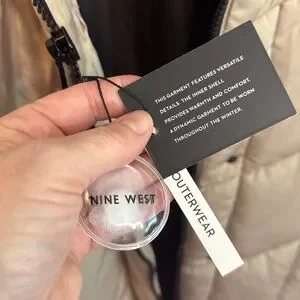 THIS GARMENT FEATURES VERSATILE
DETAILS. THE INNER SHELL
PROVIDES WARMTH AND COMFORT.
A DYNAMIC GARMENT TO BE WORN
THROUGHOUT THE WINTER.
NINE WEST
OUTERWEAR